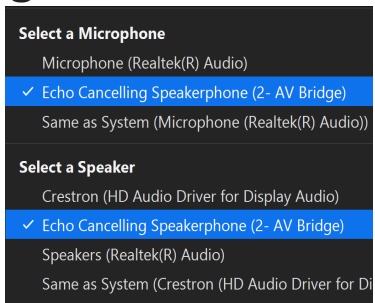 Select a Microphone
Microphone (Realtek(R) Audio)
✓ Echo Cancelling Speakerphone (2- AV Bridge)
Same as System (Microphone (Realtek(R) Audio))
Select a Speaker
Crestron (HD Audio Driver for Display Audio)
✓ Echo Cancelling Speakerphone (2- AV Bridge)
Speakers (Realtek(R) Audio)
Same as System (Crestron (HD Audio Driver for Di